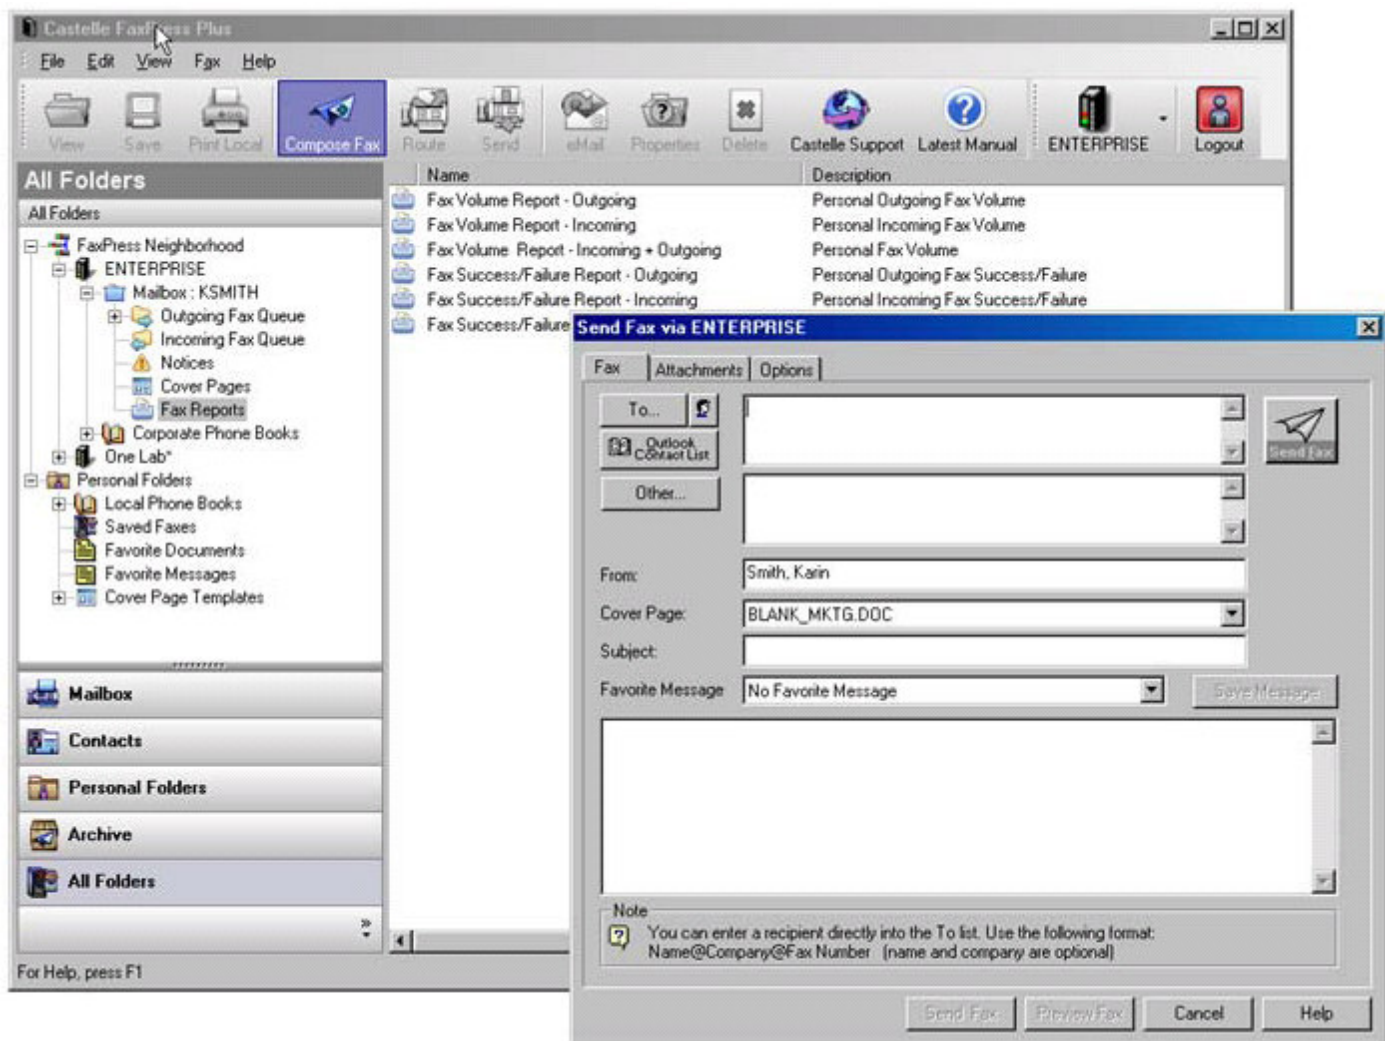 Castelle FaxPress Plus
File Edit View Fax Help
View Save Print Local Compose Fax Route Send eMail Properties Delete Castelle Support Latest Manual ENTERPRISE Logout
All Folders
All Folders
FaxPress Neighborhood
ENTERPRISE
Mailbox : KSMITH
Outgoing Fax Queue
Incoming Fax Queue
Notices
Cover Pages
Fax Reports
Corporate Phone Books
One Lab*
Personal Folders
Local Phone Books
Saved Faxes
Favorite Documents
Favorite Messages
Cover Page Templates
Mailbox
Contacts
Personal Folders
Archive
All Folders
For Help, press F1
Name Description
Fax Volume Report - Outgoing Personal Outgoing Fax Volume
Fax Volume Report - Incoming Personal Incoming Fax Volume
Fax Volume Report - Incoming + Outgoing Personal Fax Volume
Fax Success/Failure Report - Outgoing Personal Outgoing Fax Success/Failure
Fax Success/Failure Report - Incoming Personal Incoming Fax Success/Failure
Fax Success/Failure
Send Fax via ENTERPRISE
Fax Attachments Options
To...
Outlook
Contact List
Send Fax
Other...
From: Smith, Karin
Cover Page: BLANK_MKTG.DOC
Subject:
Favorite Message No Favorite Message Save Message
Note
You can enter a recipient directly into the To list. Use the following format:
Name@Company@Fax Number (name and company are optional)
Send Fax Preview Fax Cancel Help